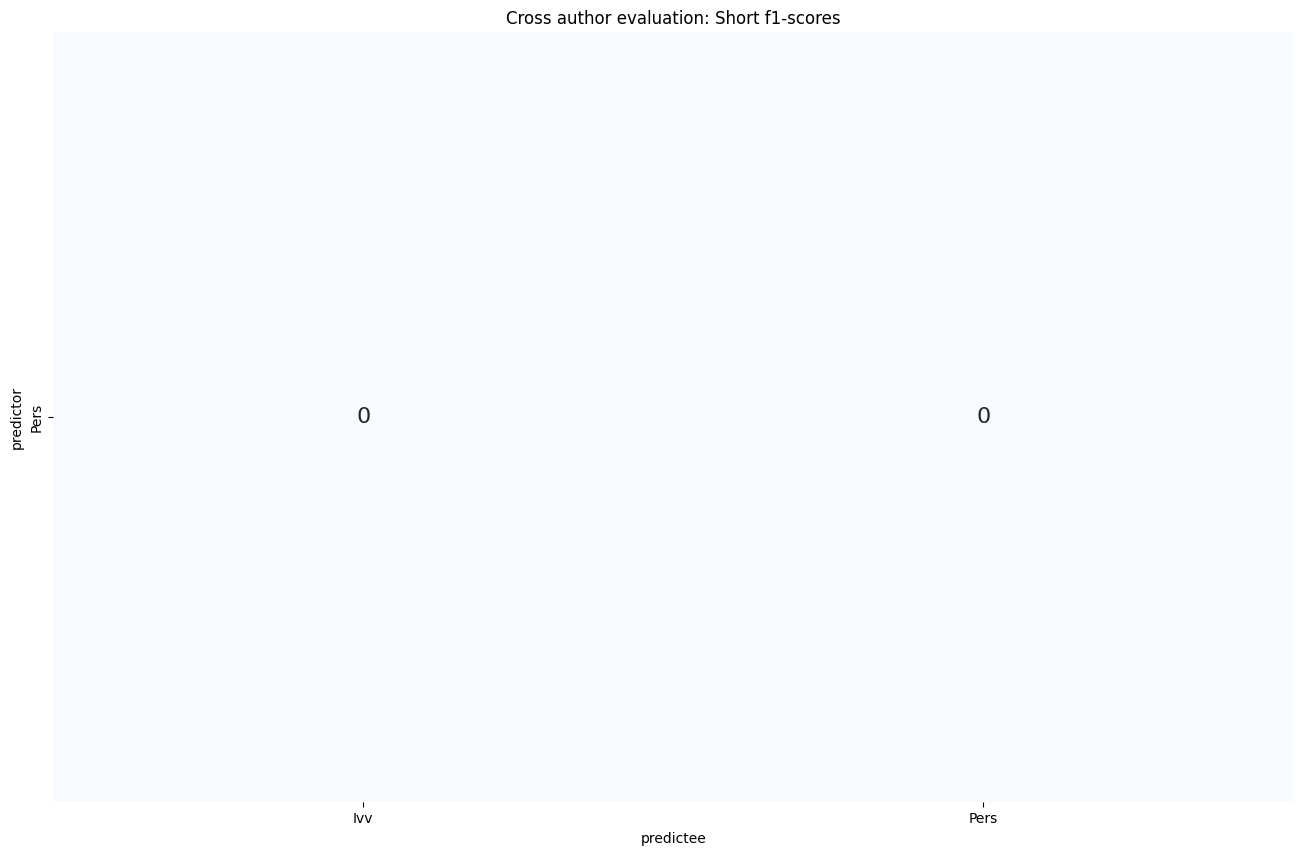 Cross author evaluation: Short f1-scores
predictor
Pers
0
0
Ivv
Pers
predictee